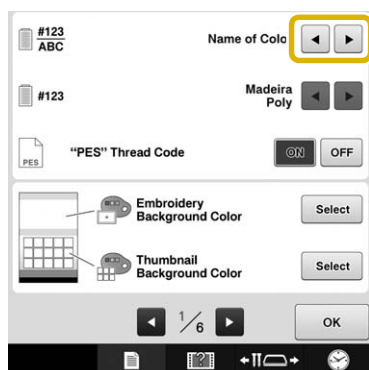 #123
ABC
Name of Colo
#123
Madeira
Poly
PES
"PES" Thread Code
ON
OFF
Embroidery
Background Color
Select
Thumbnail
Background Color
Select
1/6
OK